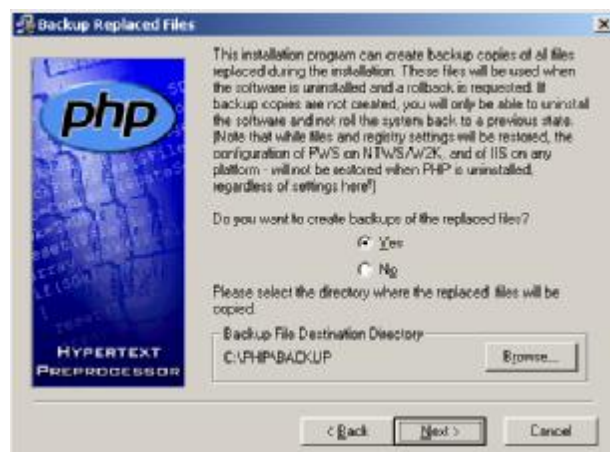 Backup Replaced Files
php
HYPERTEXT
PREPROCESSOR
This installation program can create backup copies of all files
replaced during the installation. These files will be used when
the software is uninstalled and a rollback is requested. If
backup copies are not created, you will only be able to uninstall
the software and not roll the system back to a previous state.
(Note that while files and registry settings will be restored, the
configuration of PWS on NTWS/W2K, and of IIS on any
platform - will not be restored when PHP is uninstalled,
regardless of settings here!)
Do you want to create backups of the replaced files?
Yes
No
Please select the directory where the replaced files will be
copied.
Backup File Destination Directory
C:\PHP\BACKUP
Browse...
< Back
Next >
Cancel